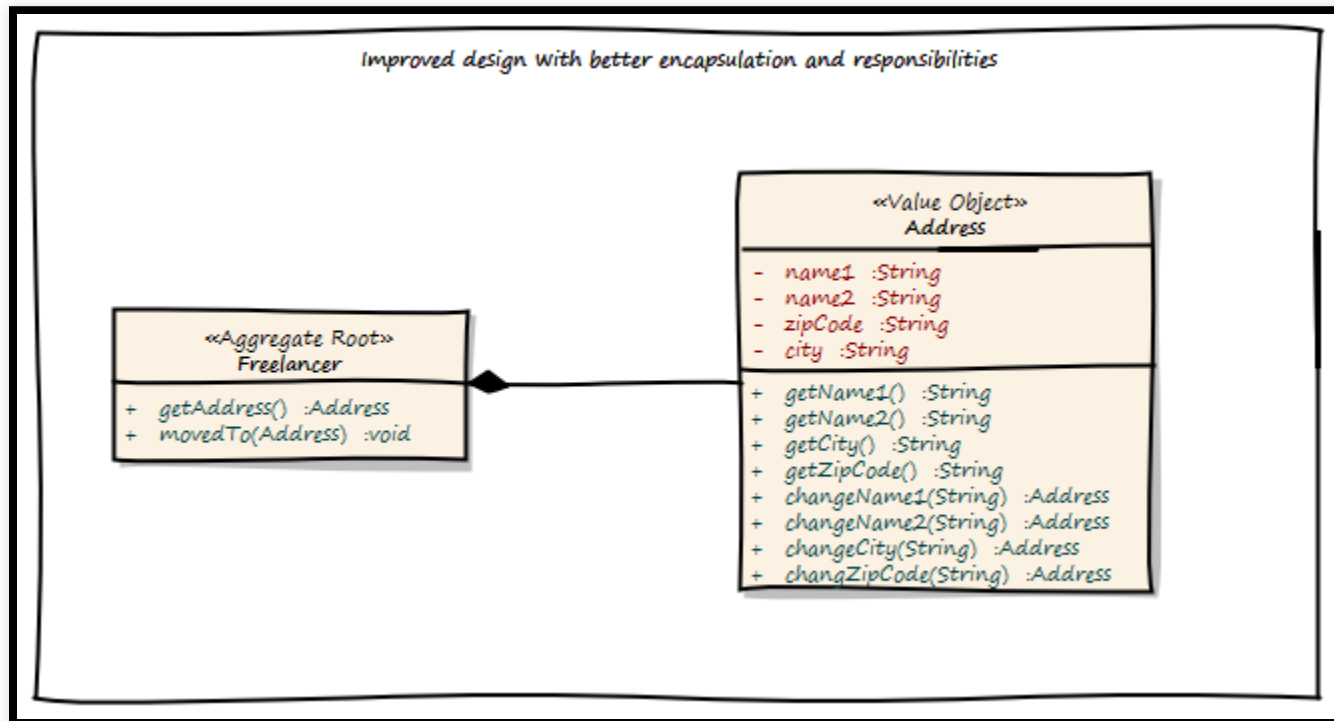 Improved design with better encapsulation and responsibilities
«Aggregate Root»
Freelancer
+ getAddress() :Address
+ movedTo(Address) :void
«Value Object»
Address
- name1 :String
- name2 :String
- zipCode :String
- city :String
+ getName1() :String
+ getName2() :String
+ getCity() :String
+ getZipCode() :String
+ changeName1(String) :Address
+ changeName2(String) :Address
+ changeCity(String) :Address
+ changZipCode(String) :Address